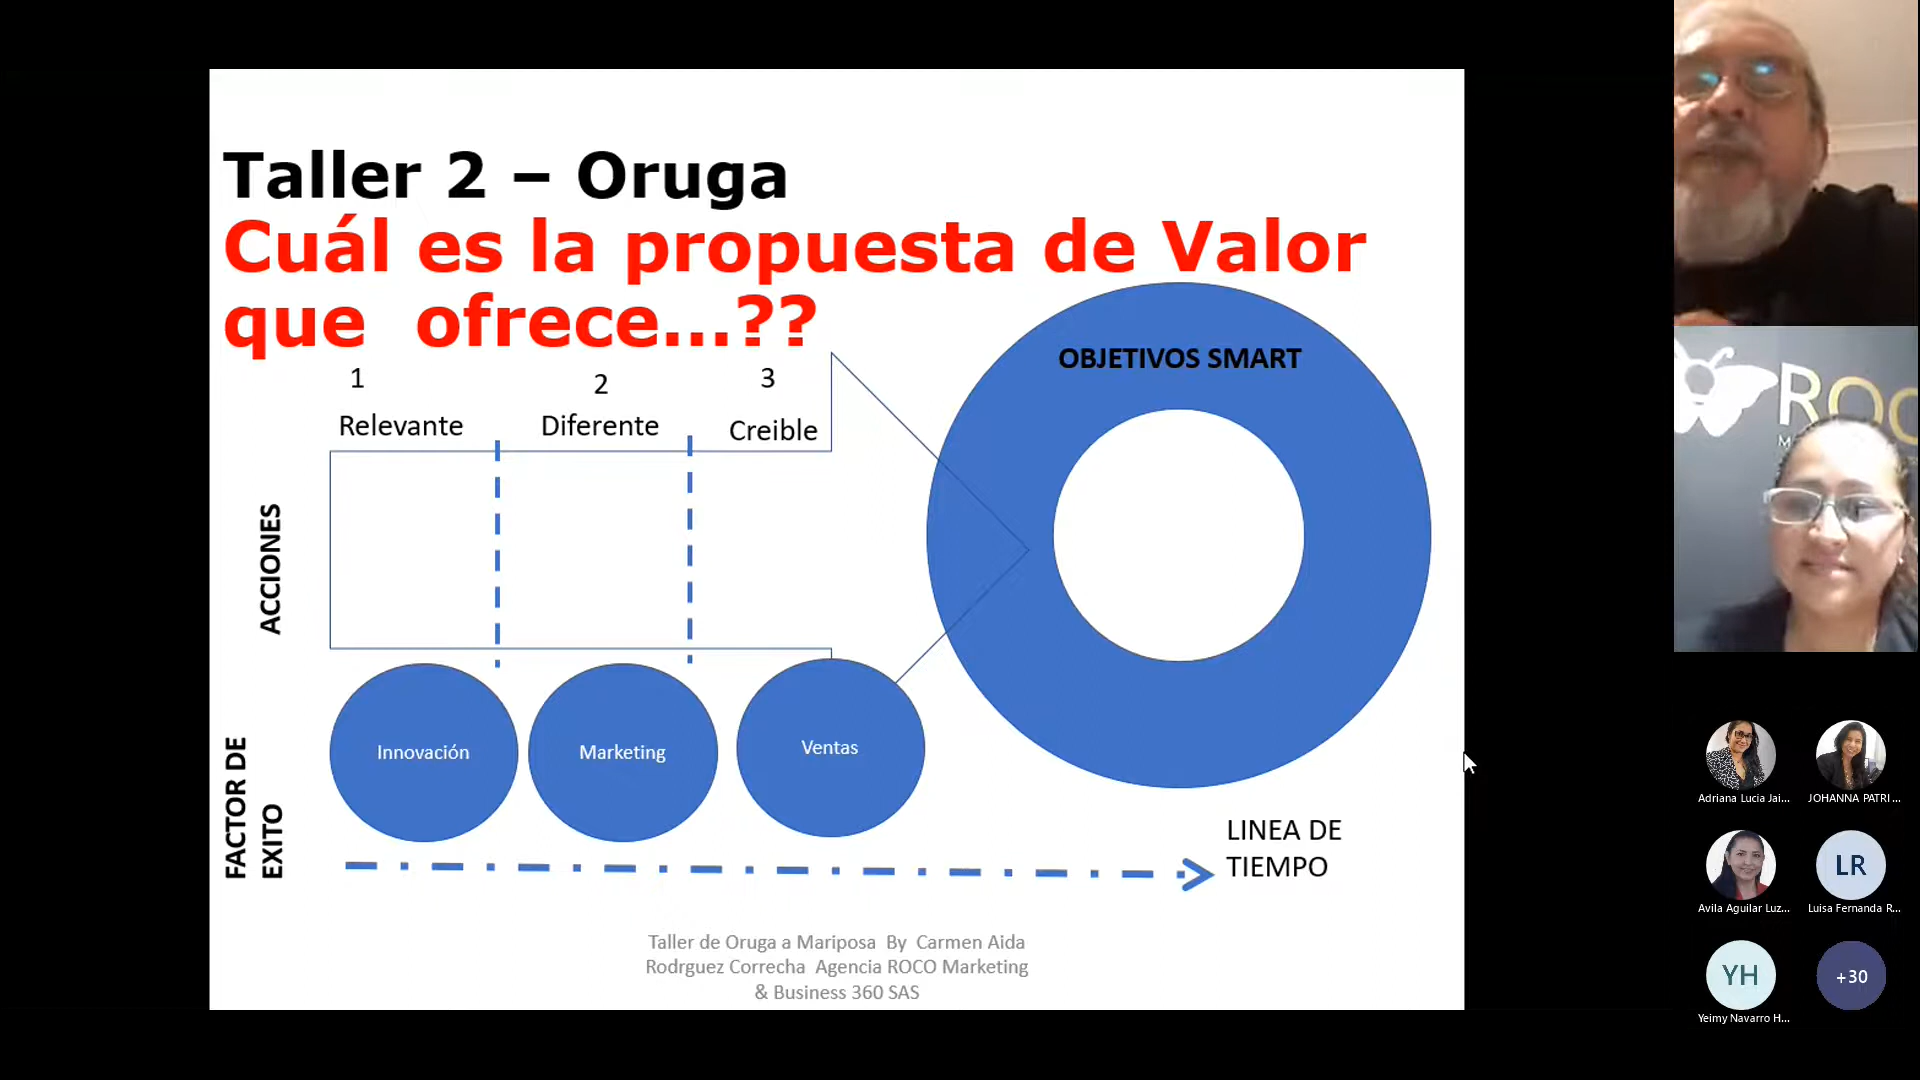 Taller 2 – Oruga
Cuál es la propuesta de Valor
que ofrece...??
1
2
3
Relevante
Diferente
Creible
OBJETIVOS SMART
ACCIONES
FACTOR DE
EXITO
Innovación
Marketing
Ventas
LINEA DE
TIEMPO
Taller de Oruga a Mariposa By Carmen Aida
Rodrguez Correcha Agencia ROCO Marketing
& Business 360 SAS
ROC
Adriana Lucía Jai...
JOHANNA PATRI...
Avila Aguilar Luz...
LR
Luisa Fernanda R...
YH
Yeimy Navarro H...
+30